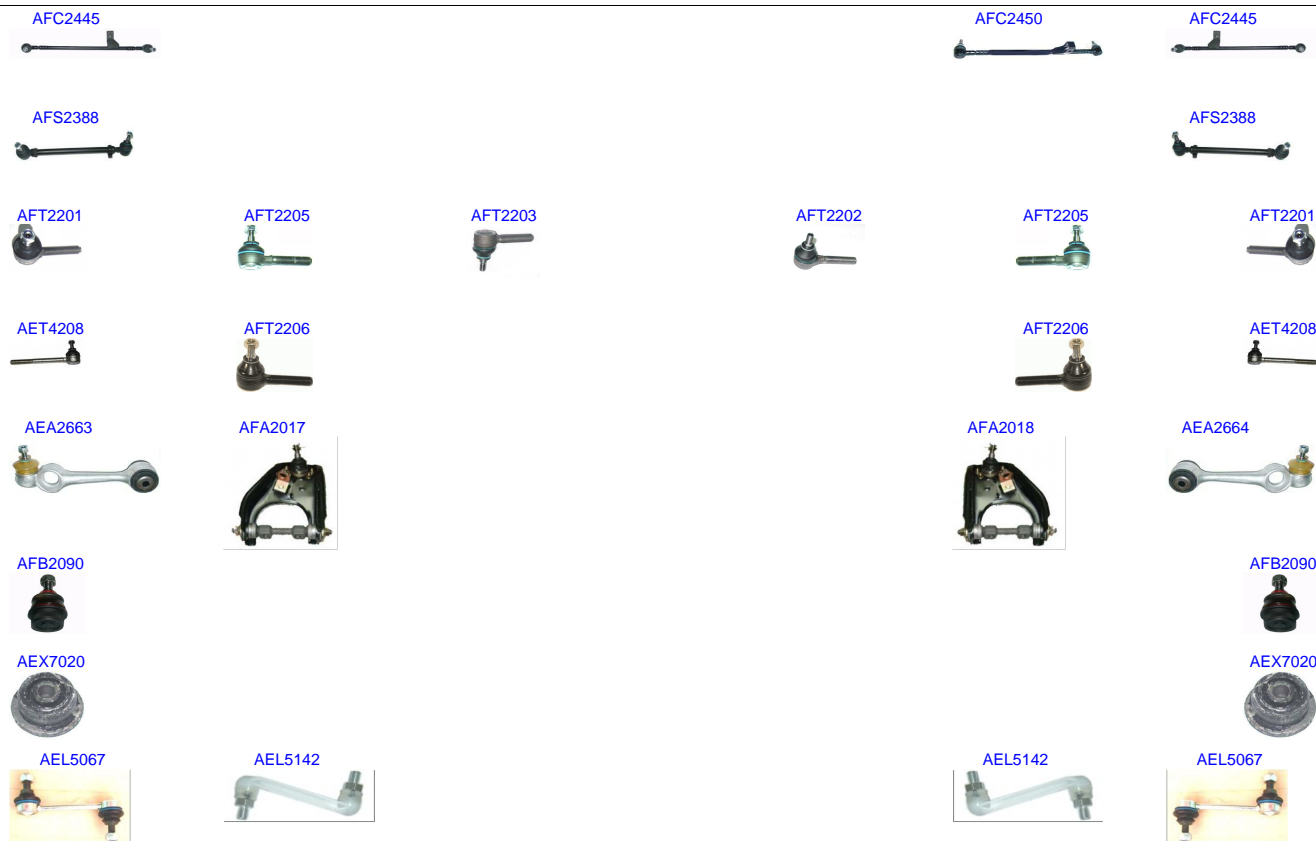 AFC2445 AFC2450 AFC2445
AFS2388 AFS2388
AFT2201 AFT2205 AFT2203 AFT2202 AFT2205 AFT2201
AET4208 AFT2206 AFT2206 AET4208
AEA2663 AFA2017 AFA2018 AEA2664
AFB2090 AFB2090
AEX7020 AEX7020
AEL5067 AEL5142 AEL5142 AEL5067